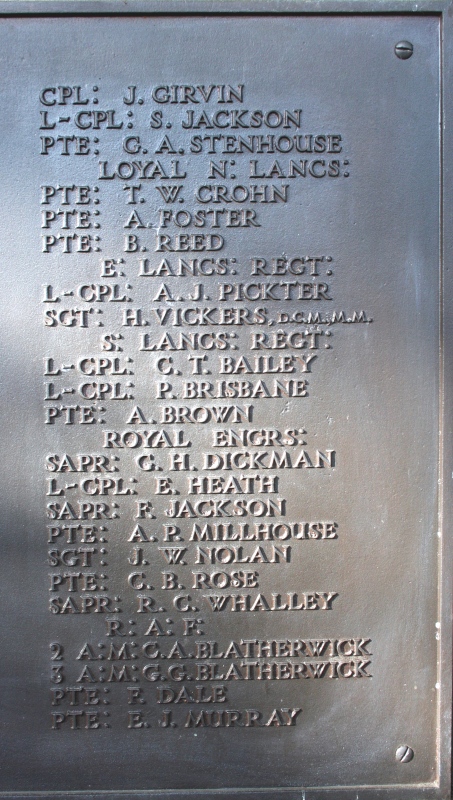 CPL: J. GIRVIN
L-CPL: S. JACKSON
PTE: G. A. STENHOUSE
LOYAL N: LANCS:
PTE: T. W. CROHN
PTE: A. FOSTER
PTE: B. REED
E: LANCS: REGT:
L-CPL: A. J. PICKTER
SGT: H. VICKERS, D.C.M. M.M.
S: LANCS: REGT:
L-CPL: C. T. BAILEY
L-CPL: P. BRISBANE
PTE: A. BROWN
ROYAL ENGRS:
SAPR: G. H. DICKMAN
L-CPL: E. HEATH
SAPR: F. JACKSON
PTE: A. P. MILLHOUSE
SGT: J. W. NOLAN
PTE: C. B. ROSE
SAPR: R. C. WHALLEY
R: A: F:
2 A:M: C.A. BLATHERWICK
3 A:M: G.G. BLATHERWICK
PTE: F. DALE
PTE: E. J. MURRAY